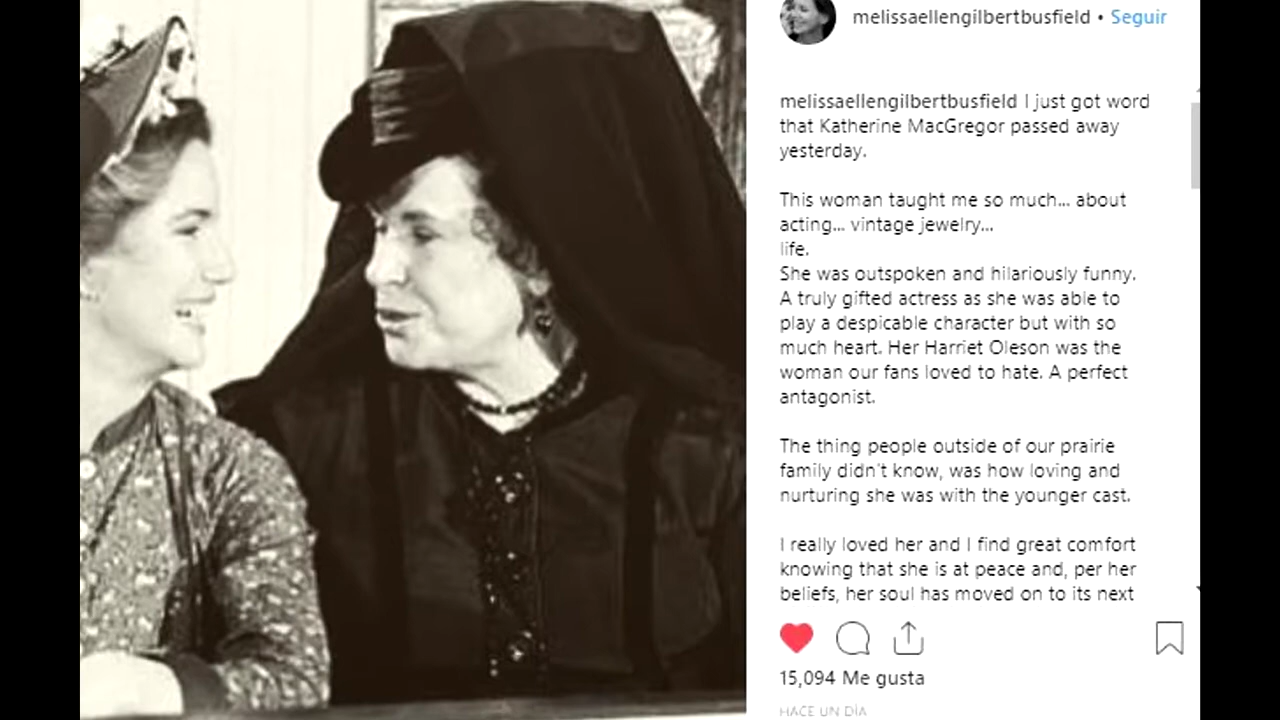 melissaellengilbertbusfield • Seguir
melissaellengilbertbusfield I just got word
that Katherine MacGregor passed away
yesterday.
This woman taught me so much... about
acting... vintage jewelry...
life.
She was outspoken and hilariously funny.
A truly gifted actress as she was able to
play a despicable character but with so
much heart. Her Harriet Oleson was the
woman our fans loved to hate. A perfect
antagonist.
The thing people outside of our prairie
family didn't know, was how loving and
nurturing she was with the younger cast.
I really loved her and I find great comfort
knowing that she is at peace and, per her
beliefs, her soul has moved on to its next
15,094 Me gusta
HACE UN DÍA